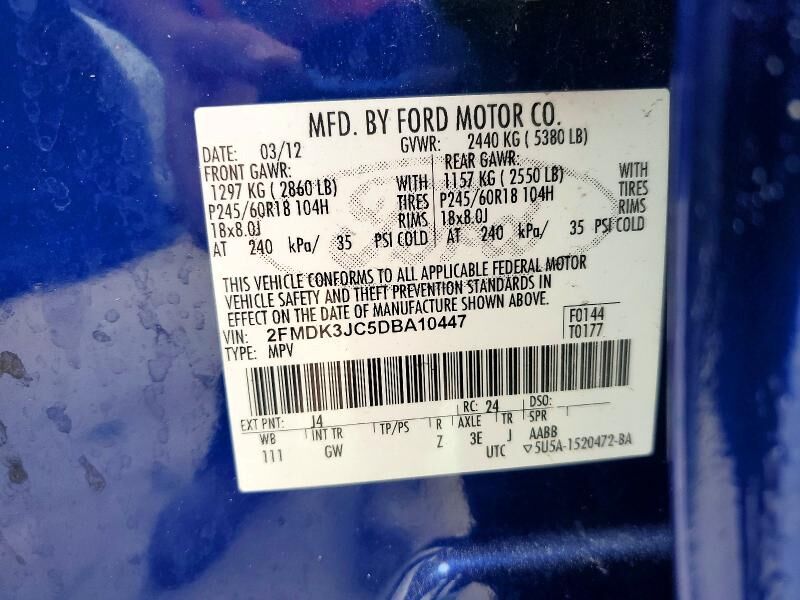 MFD. BY FORD MOTOR CO.
DATE: 03/12 GVWR: 2440 KG ( 5380 LB)
FRONT GAWR: REAR GAWR:
1297 KG ( 2860 LB) WITH 1157 KG ( 2550 LB) WITH
P245/60R18 104H TIRES P245/60R18 104H TIRES
18x8.0J RIMS 18x8.0J RIMS
AT 240 kPa/ 35 PSI COLD AT 240 kPa/ 35 PSI COLD
THIS VEHICLE CONFORMS TO ALL APPLICABLE FEDERAL MOTOR
VEHICLE SAFETY AND THEFT PREVENTION STANDARDS IN
EFFECT ON THE DATE OF MANUFACTURE SHOWN ABOVE.
VIN: 2FMDK3JC5DBA10447 F0144
TYPE: MPV T0177
EXT PNT: J4 RC: 24 DSO:
WB INT TR TP/PS R AXLE TR SPR
111 GW Z 3E J AABB
UTC ▽5U5A-1520472-BA